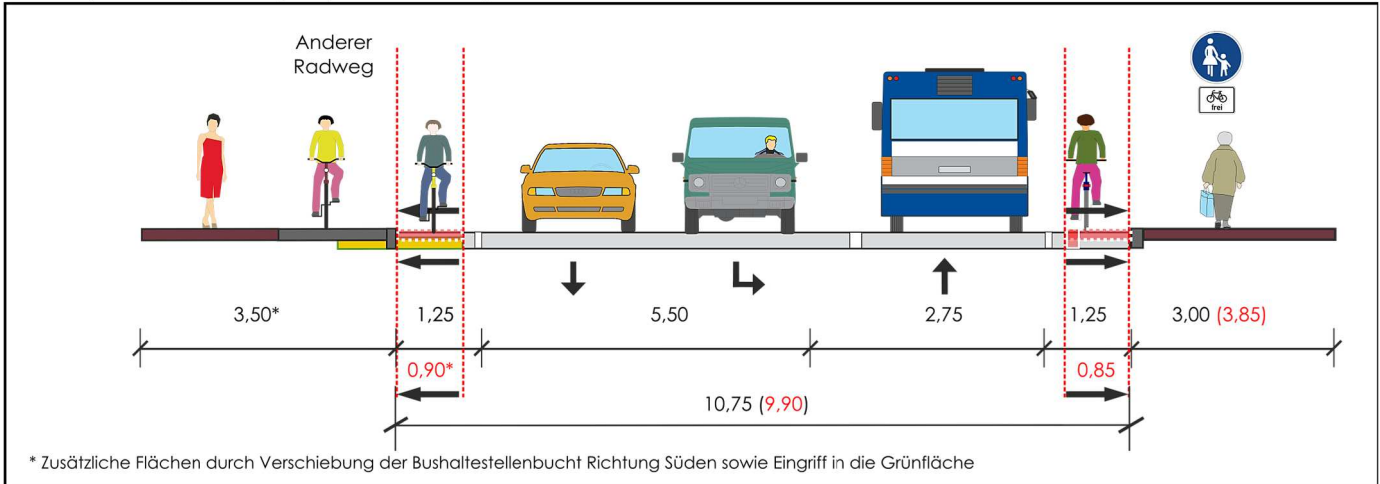 Anderer
Radweg
frei
3,50*
1,25
5,50
2,75
1,25
3,00 (3,85)
0,90*
0,85
10,75 (9,90)
* Zusätzliche Flächen durch Verschiebung der Bushaltestellenbucht Richtung Süden sowie Eingriff in die Grünfläche